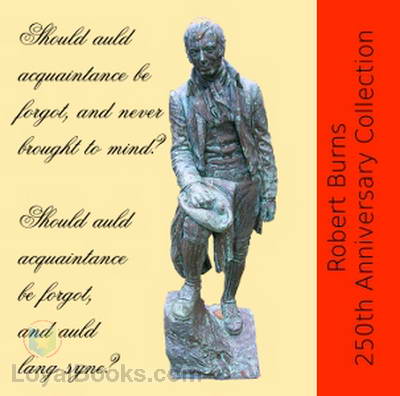 Should auld
acquaintance be
forgot, and never
brought to mind?
Should auld
acquaintance
be forgot,
and auld
lang syne?
Robert Burns
250th Anniversary Collection
LoyalBooks.com